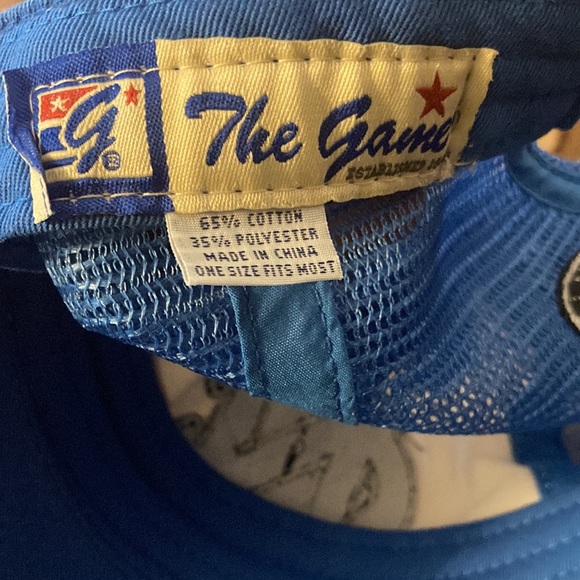 G ®
The Game
ESTABLISHED
65% COTTON
35% POLYESTER
MADE IN CHINA
ONE SIZE FITS MOST